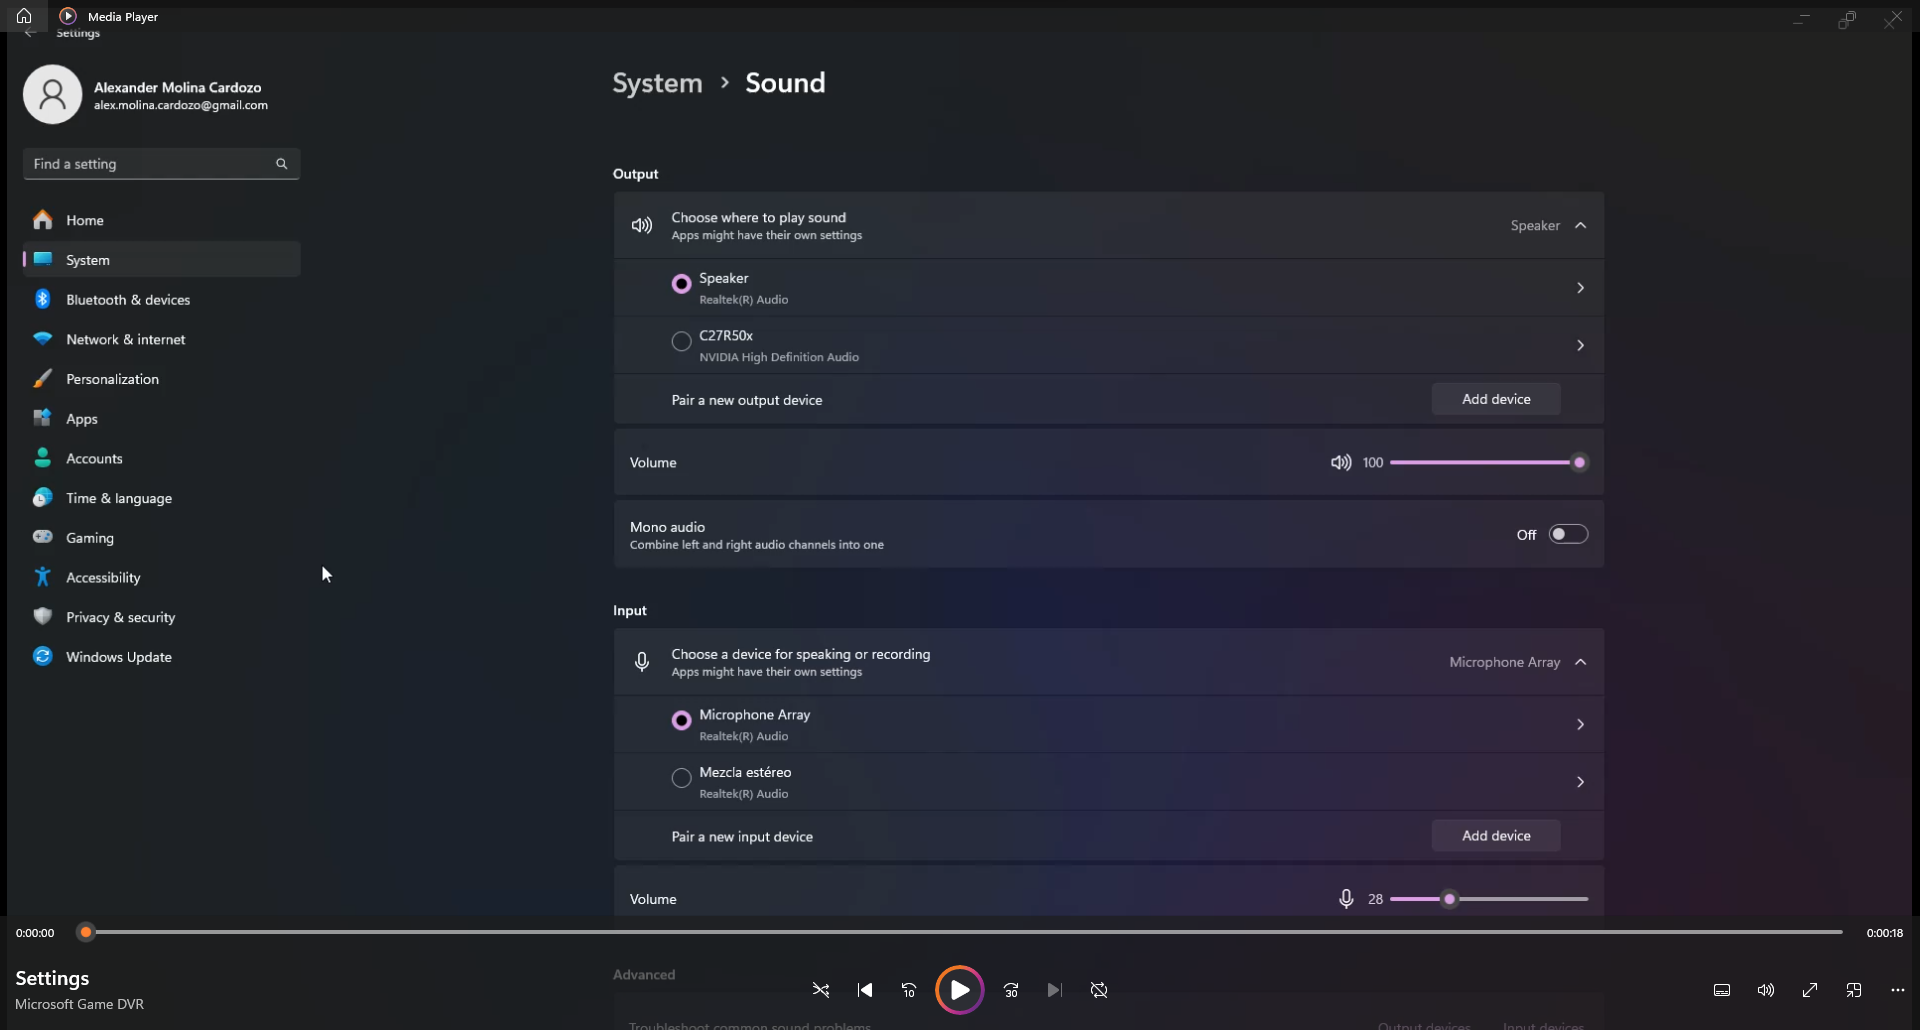 Media Player
Settings
Alexander Molina Cardozo
alex.molina.cardozo@gmail.com
Find a setting
Home
System
Bluetooth & devices
Network & internet
Personalization
Apps
Accounts
Time & language
Gaming
Accessibility
Privacy & security
Windows Update
System > Sound
Output
Choose where to play sound
Apps might have their own settings
Speaker
Speaker
Realtek(R) Audio
C27R50x
NVIDIA High Definition Audio
Pair a new output device
Add device
Volume
100
Mono audio
Combine left and right audio channels into one
Off
Input
Choose a device for speaking or recording
Apps might have their own settings
Microphone Array
Microphone Array
Realtek(R) Audio
Mezcla estéreo
Realtek(R) Audio
Pair a new input device
Add device
Volume
28
0:00:00
0:00:18
Settings
Microsoft Game DVR
Advanced
10
30
Troubleshoot common sound problems
Output devices
Input devices